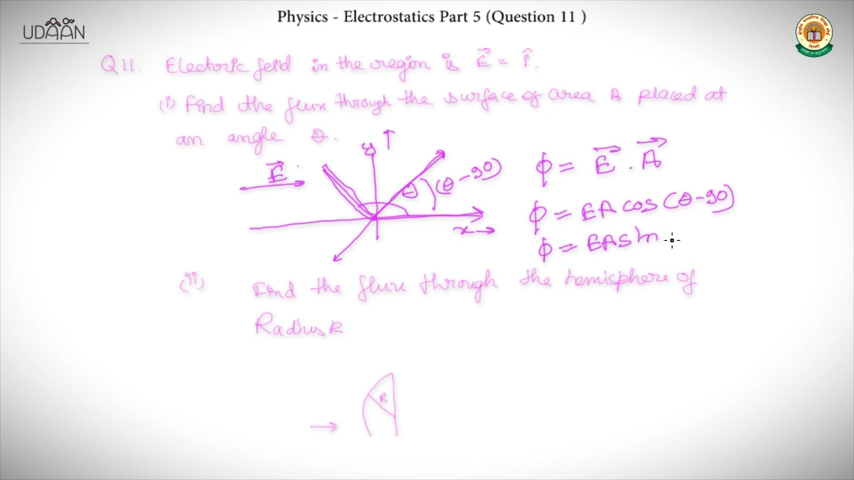 Physics - Electrostatics Part 5 (Question 11 )
UDAAN
Q11. Electric field in the region is E⃗ = î.
(i) Find the flux through the surface of area A placed at
an angle θ.
E⃗
y
θ
(θ-90)
x→
ϕ = E⃗ . A⃗
ϕ = EA cos(θ-90)
ϕ = EA sin
(ii) Find the flux through the hemisphere of
Radius R
R